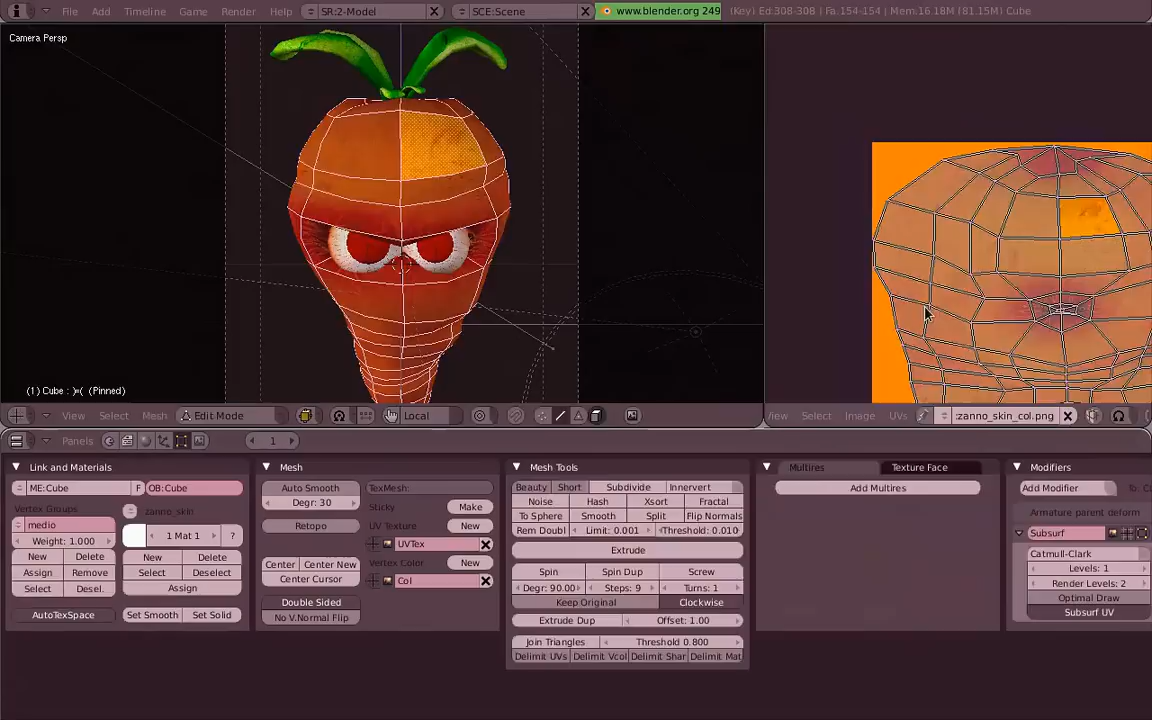 File Add Timeline Game Render Help SR:2-Model SCE:Scene www.blender.org 249 (Key) Ed:308-308 | Fa:154-154 | Mem:16.18M (81.15M) Cube
Camera Persp
(1) Cube : )=( (Pinned)
View Select Mesh Edit Mode Local
iew Select Image UVs :zanno_skin_col.png
Panels 1
Link and Materials
ME:Cube F OB:Cube
Vertex Groups
medio
Weight: 1.000
New Delete
Assign Remove
Select Desel.
AutoTexSpace
zanno_skin
1 Mat 1 ?
New Delete
Select Deselect
Assign
Set Smooth Set Solid
Mesh
Auto Smooth
Degr: 30
Retopo
Center Center New
Center Cursor
Double Sided
No V.Normal Flip
TexMesh:
Sticky Make
UV Texture New
UVTex
Vertex Color New
Col
Mesh Tools
Beauty Short Subdivide Innervert
Noise Hash Xsort Fractal
To Sphere Smooth Split Flip Normals
Rem Doubl Limit: 0.001 Threshold: 0.010
Extrude
Spin Spin Dup Screw
Degr: 90.00 Steps: 9 Turns: 1
Keep Original Clockwise
Extrude Dup Offset: 1.00
Join Triangles Threshold 0.800
Delimit UVs Delimit Vcol Delimit Shar Delimit Mat
Multires Texture Face
Add Multires
Modifiers
Add Modifier To: C
Armature parent deform
Subsurf
Catmull-Clark
Levels: 1
Render Levels: 2
Optimal Draw
Subsurf UV